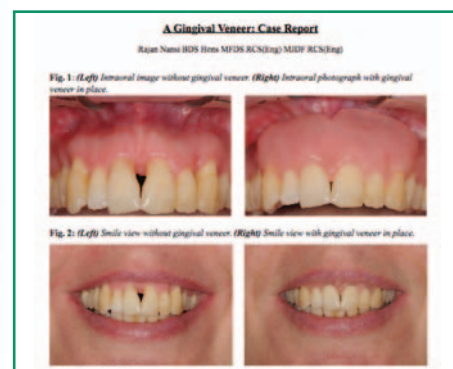 A Gingival Veneer: Case Report
Rajan Nansi BDS Hons MFDS RCS(Eng) MJDF RCS(Eng)
Fig. 1: (Left) Intraoral image without gingival veneer. (Right) Intraoral photograph with gingival
veneer in place.
Fig. 2: (Left) Smile view without gingival veneer. (Right) Smile view with gingival veneer in place.